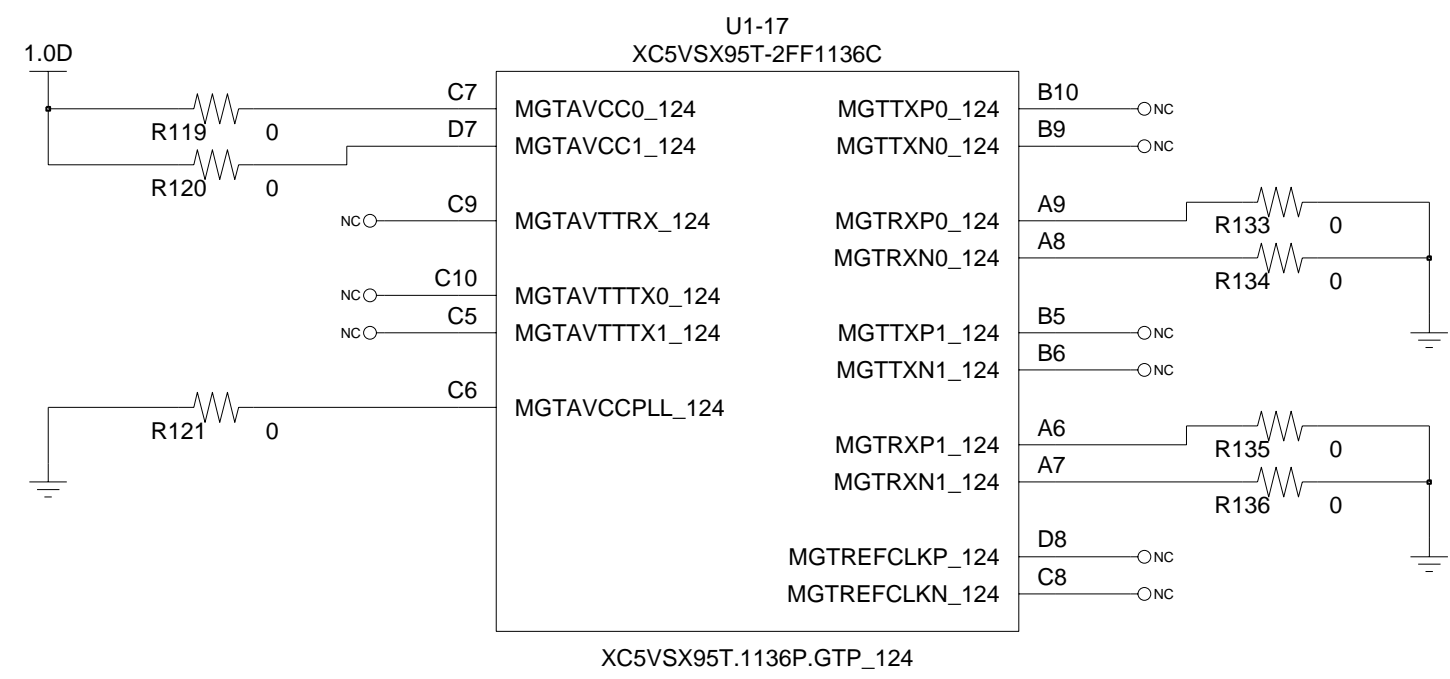 U1-17
XC5VSX95T-2FF1136C
1.0D
C7 MGTAVCC0_124 MGTTXP0_124 B10 NC
R119 0
D7 MGTAVCC1_124 MGTTXN0_124 B9 NC
R120 0
NC C9 MGTAVTTRX_124 MGTRXP0_124 A9
R133 0
MGTRXN0_124 A8
R134 0
NC C10 MGTAVTTTX0_124
NC C5 MGTAVTTTX1_124 MGTTXP1_124 B5 NC
MGTTXN1_124 B6 NC
C6 MGTAVCCPLL_124
R121 0
MGTRXP1_124 A6
R135 0
MGTRXN1_124 A7
R136 0
MGTREFCLKP_124 D8 NC
MGTREFCLKN_124 C8 NC
XC5VSX95T.1136P.GTP_124